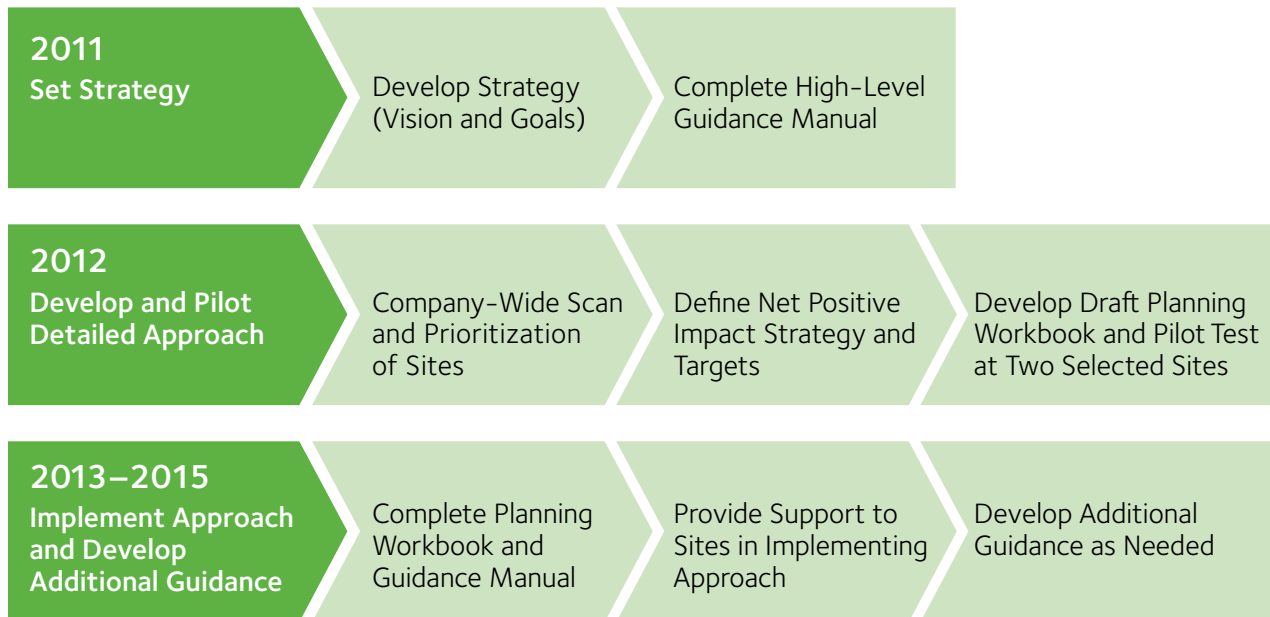 2011
Set Strategy
Develop Strategy
(Vision and Goals)
Complete High-Level
Guidance Manual
2012
Develop and Pilot
Detailed Approach
Company-Wide Scan
and Prioritization
of Sites
Define Net Positive
Impact Strategy and
Targets
Develop Draft Planning
Workbook and Pilot Test
at Two Selected Sites
2013–2015
Implement Approach
and Develop
Additional Guidance
Complete Planning
Workbook and
Guidance Manual
Provide Support to
Sites in Implementing
Approach
Develop Additional
Guidance as Needed